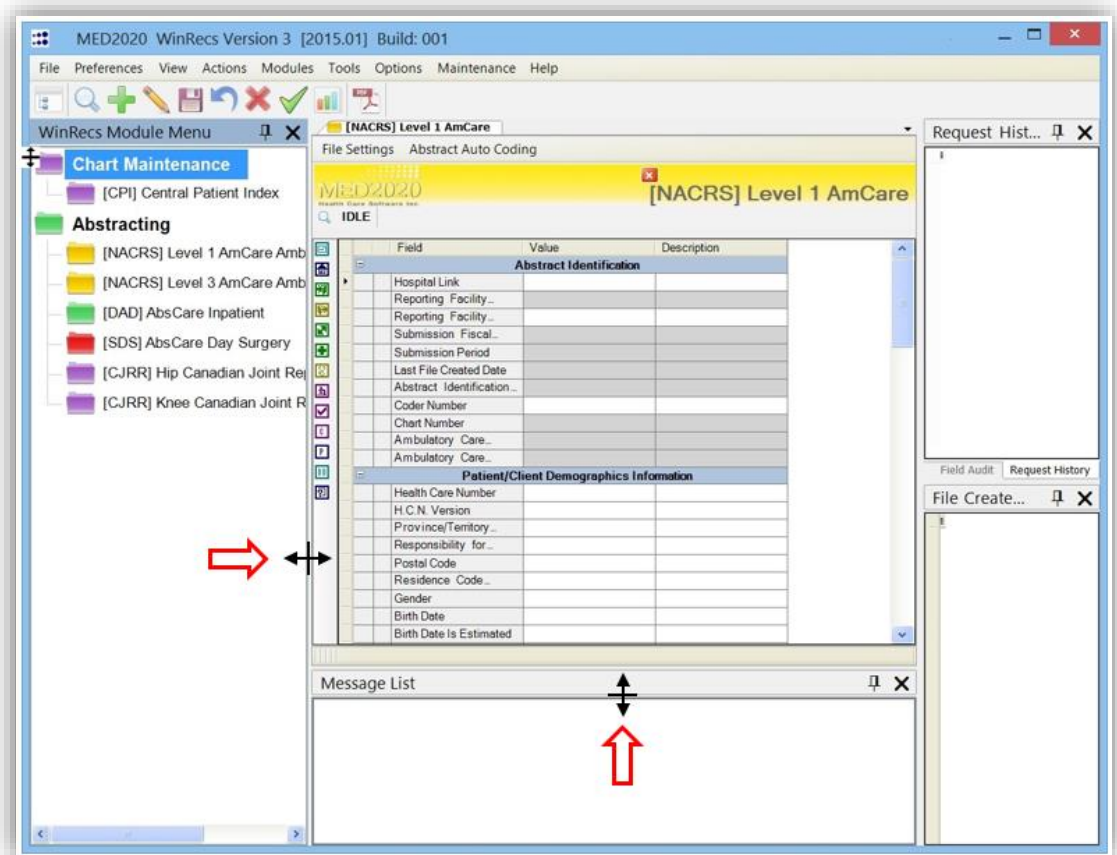 MED2020 WinRecs Version 3 [2015.01] Build: 001
File Preferences View Actions Modules Tools Options Maintenance Help
PDF
WinRecs Module Menu
Chart Maintenance
[CPI] Central Patient Index
Abstracting
[NACRS] Level 1 AmCare Amb
[NACRS] Level 3 AmCare Amb
[DAD] AbsCare Inpatient
[SDS] AbsCare Day Surgery
[CJRR] Hip Canadian Joint Re
[CJRR] Knee Canadian Joint R
[NACRS] Level 1 AmCare
File Settings Abstract Auto Coding
MED2020
Health Care Software Inc
[NACRS] Level 1 AmCare
IDLE
Field Value Description
Abstract Identification
Hospital Link
Reporting Facility...
Reporting Facility...
Submission Fiscal...
Submission Period
Last File Created Date
Abstract Identification...
Coder Number
Chart Number
Ambulatory Care...
Ambulatory Care...
Patient/Client Demographics Information
Health Care Number
H.C.N. Version
Province/Territory...
Responsibility for...
Postal Code
Residence Code...
Gender
Birth Date
Birth Date Is Estimated
Message List
Request Hist...
Field Audit Request History
File Create...